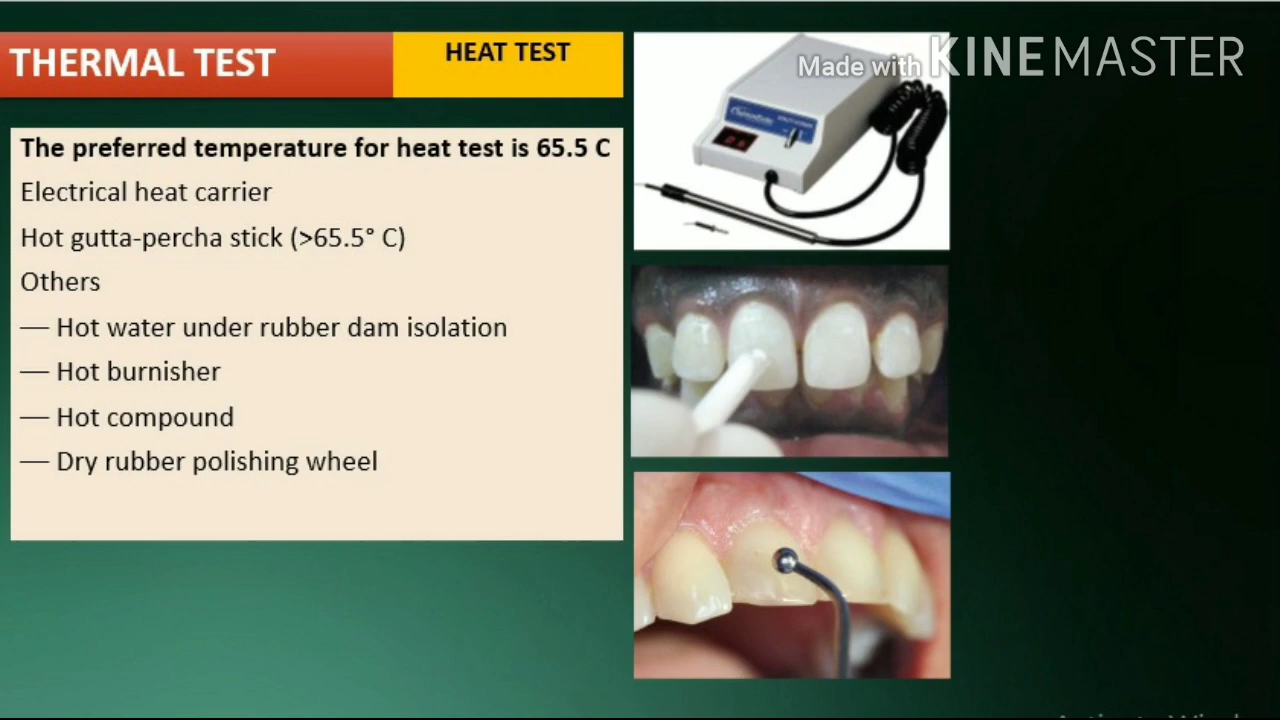 THERMAL TEST
HEAT TEST
Made with KINEMASTER
The preferred temperature for heat test is 65.5 C
Electrical heat carrier
Hot gutta-percha stick (>65.5° C)
Others
— Hot water under rubber dam isolation
— Hot burnisher
— Hot compound
— Dry rubber polishing wheel